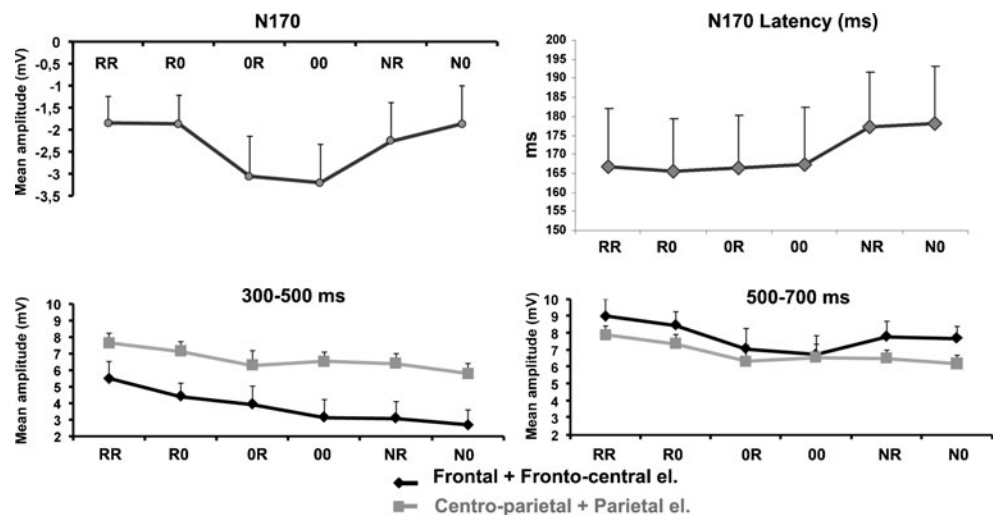 N170
Mean amplitude (mV)
0
-1
-1,5
-2
-2,5
-3
-3,5
RR R0 0R 00 NR N0
N170 Latency (ms)
ms
200
195
190
185
180
175
170
165
160
155
150
RR R0 0R 00 NR N0
300-500 ms
Mean amplitude (mV)
10
9
8
7
6
5
4
3
2
RR R0 0R 00 NR N0
500-700 ms
Mean amplitude (mV)
10
9
8
7
6
5
4
3
2
RR R0 0R 00 NR N0
Frontal + Fronto-central el.
Centro-parietal + Parietal el.